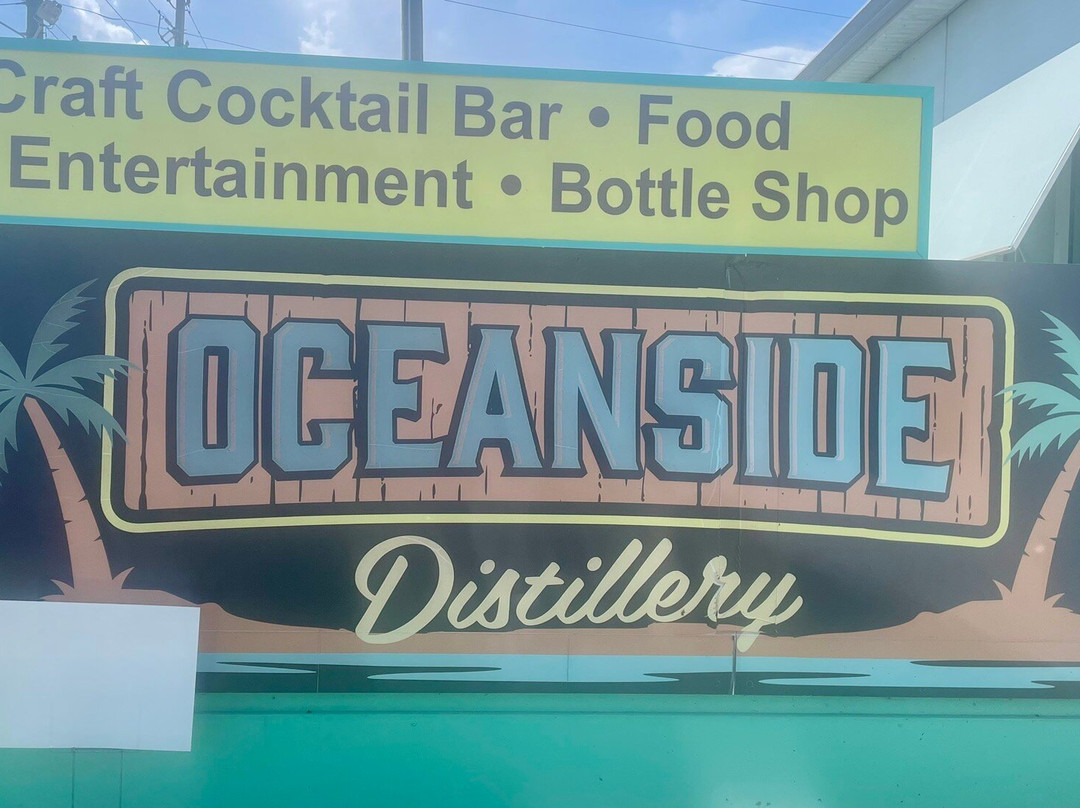 Craft Cocktail Bar • Food
Entertainment • Bottle Shop
OCEANSIDE
Distillery